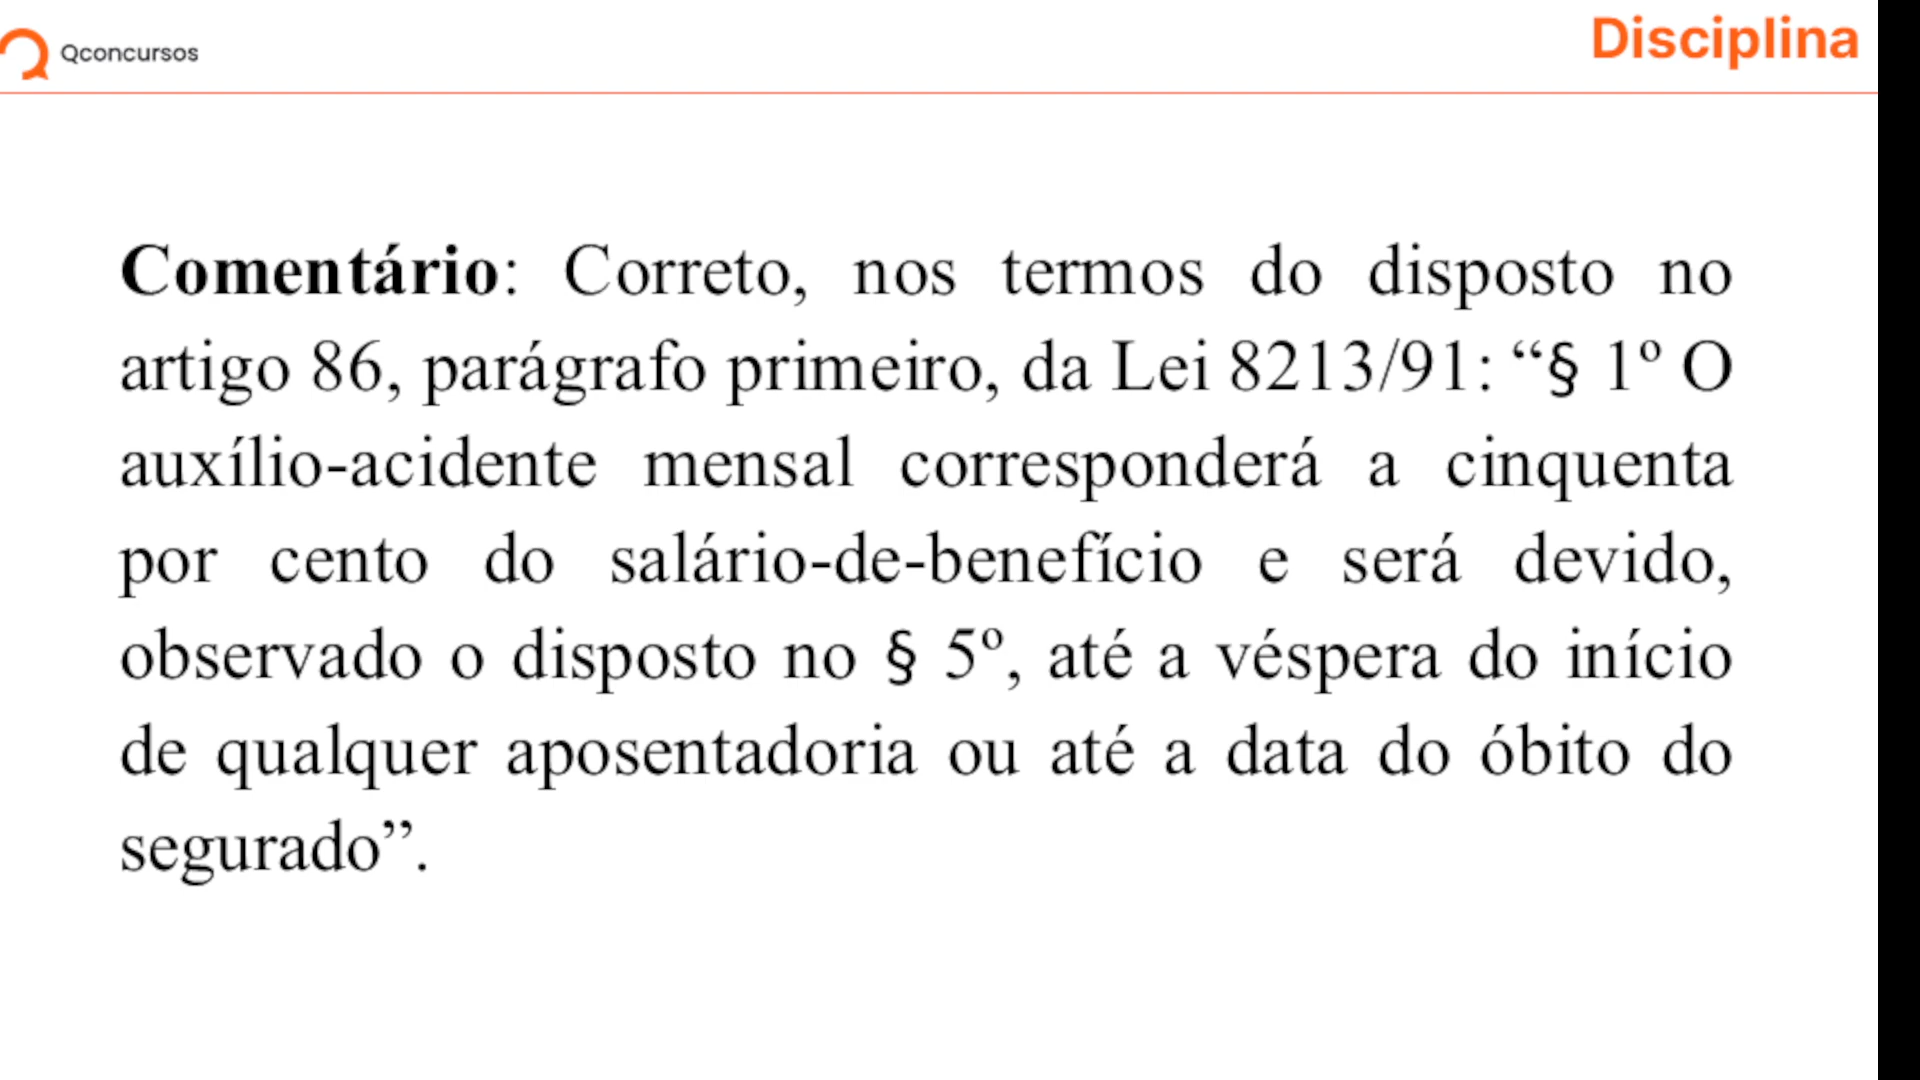 Qconcursos
Disciplina
Comentário: Correto, nos termos do disposto no
artigo 86, parágrafo primeiro, da Lei 8213/91: “§ 1º O
auxílio-acidente mensal corresponderá a cinquenta
por cento do salário-de-benefício e será devido,
observado o disposto no § 5º, até a véspera do início
de qualquer aposentadoria ou até a data do óbito do
segurado”.